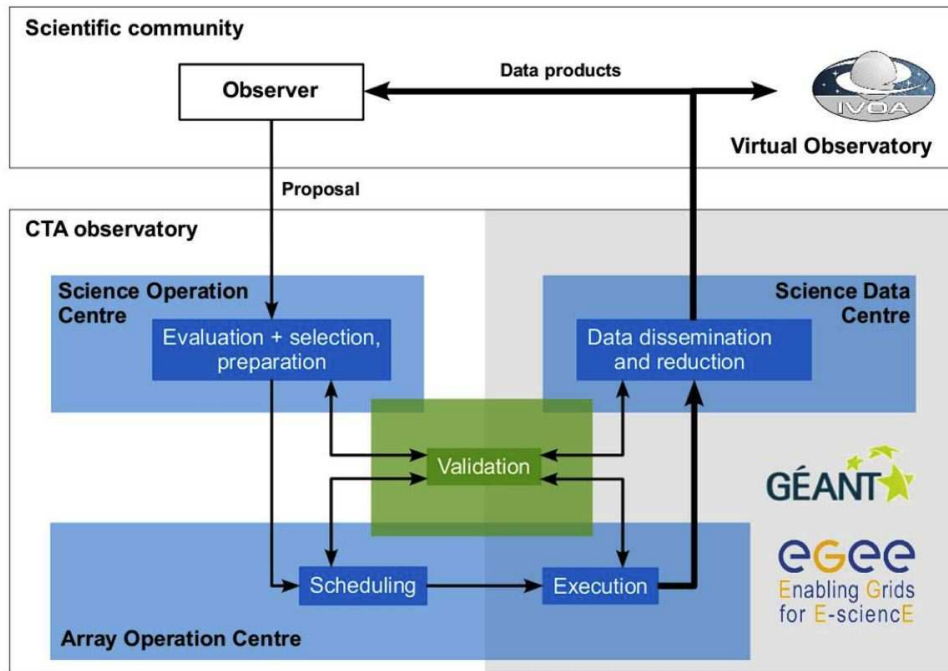 Scientific community
Data products
Observer
IVOA
Virtual Observatory
Proposal
CTA observatory
Science Operation
Centre
Science Data
Centre
Evaluation + selection,
preparation
Data dissemination
and reduction
Validation
GÉANT
egee
Enabling Grids
for E-sciencE
Scheduling
Execution
Array Operation Centre